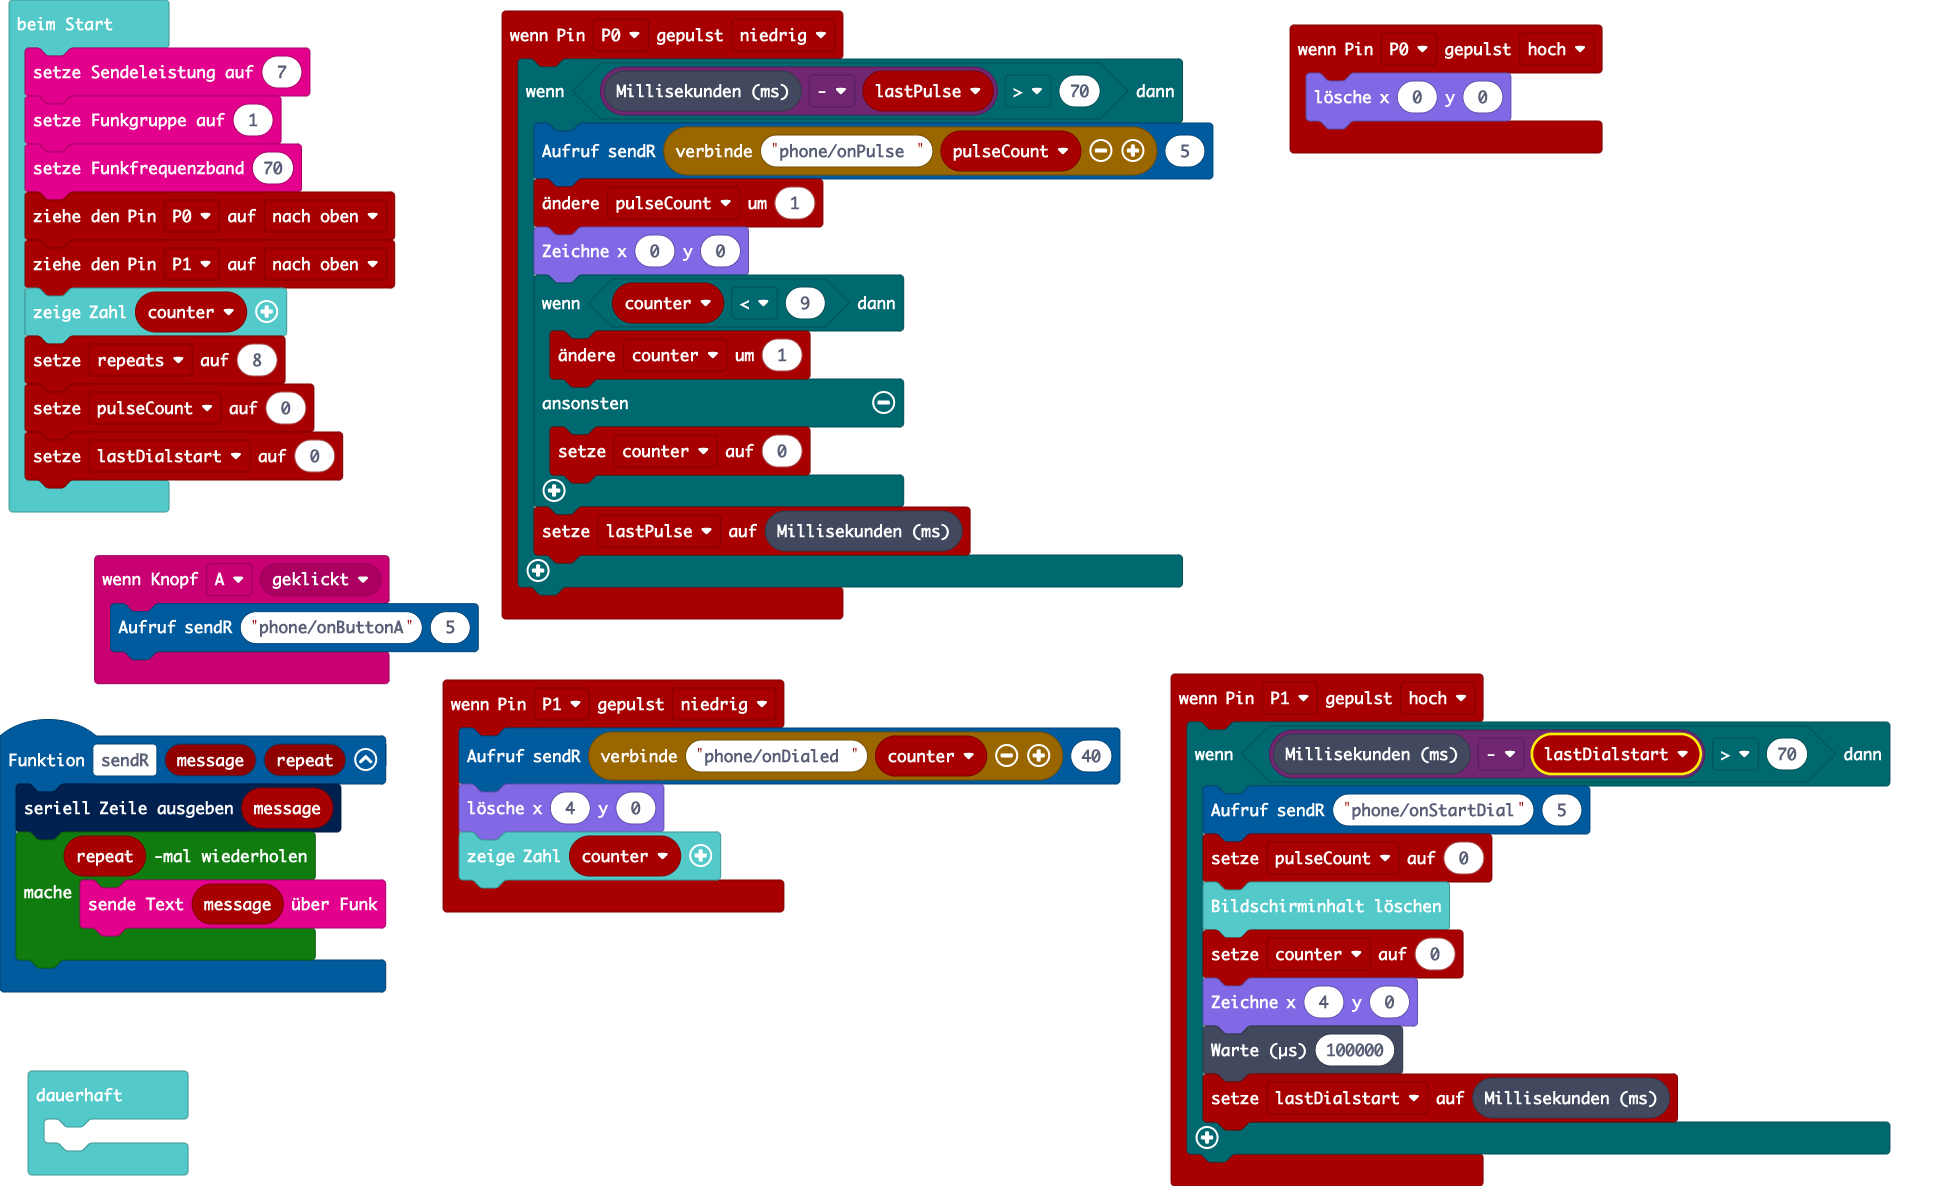 beim Start
setze Sendeleistung auf 7
setze Funkgruppe auf 1
setze Funkfrequenzband 70
ziehe den Pin P0 auf nach oben
ziehe den Pin P1 auf nach oben
zeige Zahl counter
setze repeats auf 8
setze pulseCount auf 0
setze lastDialstart auf 0
wenn Pin P0 gepulst niedrig
wenn Millisekunden (ms) - lastPulse > 70 dann
Aufruf sendR verbinde "phone/onPulse " pulseCount 5
ändere pulseCount um 1
Zeichne x 0 y 0
wenn counter < 9 dann
ändere counter um 1
ansonsten
setze counter auf 0
setze lastPulse auf Millisekunden (ms)
wenn Pin P0 gepulst hoch
lösche x 0 y 0
wenn Knopf A geklickt
Aufruf sendR "phone/onButtonA" 5
Funktion sendR message repeat
seriell Zeile ausgeben message
repeat -mal wiederholen
mache sende Text message über Funk
wenn Pin P1 gepulst niedrig
Aufruf sendR verbinde "phone/onDialed " counter 40
lösche x 4 y 0
zeige Zahl counter
wenn Pin P1 gepulst hoch
wenn Millisekunden (ms) - lastDialstart > 70 dann
Aufruf sendR "phone/onStartDial" 5
setze pulseCount auf 0
Bildschirminhalt löschen
setze counter auf 0
Zeichne x 4 y 0
Warte (µs) 100000
setze lastDialstart auf Millisekunden (ms)
dauerhaft